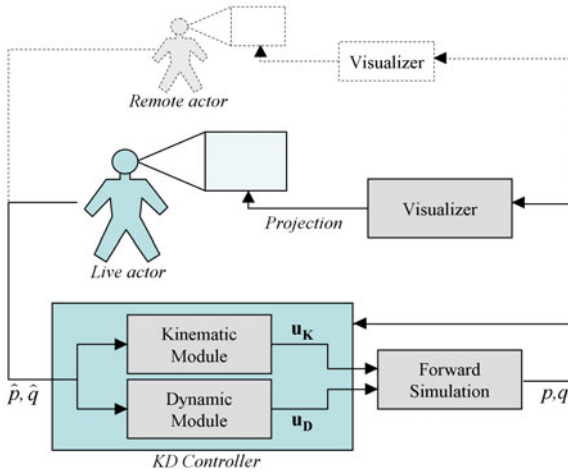 Visualizer
Remote actor
Visualizer
Projection
Live actor
Kinematic
Module
u_K
Forward
Simulation
p̂, q̂
p,q
Dynamic
Module
u_D
KD Controller